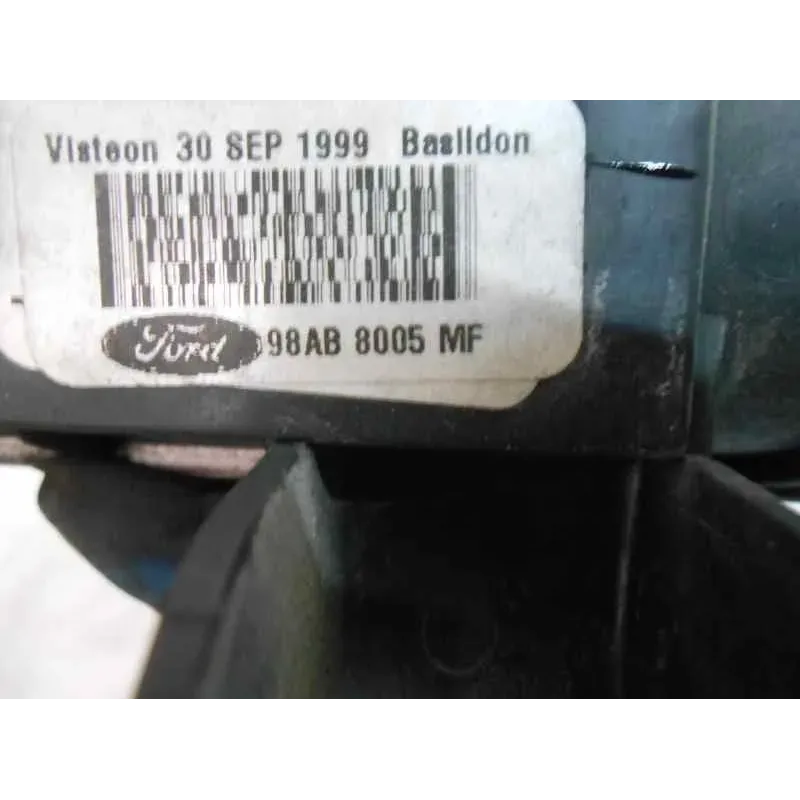 Visteon 30 SEP 1999 Basildon
Ford 98AB 8005 MF